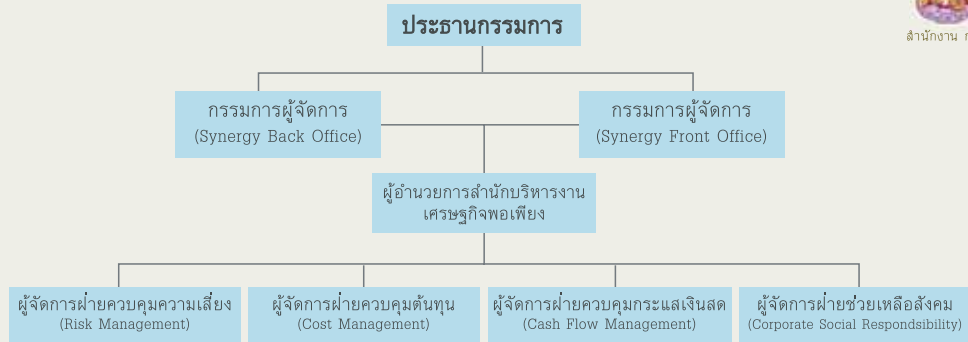 ประธานกรรมการ
สำนักงาน
กรรมการผู้จัดการ
(Synergy Back Office)
กรรมการผู้จัดการ
(Synergy Front Office)
ผู้อำนวยการสำนักบริหารงาน
เศรษฐกิจพอเพียง
ผู้จัดการฝ่ายควบคุมความเสี่ยง
(Risk Management)
ผู้จัดการฝ่ายควบคุมต้นทุน
(Cost Management)
ผู้จัดการฝ่ายควบคุมกระแสเงินสด
(Cash Flow Management)
ผู้จัดการฝ่ายช่วยเหลือสังคม
(Corporate Social Respondsibility)